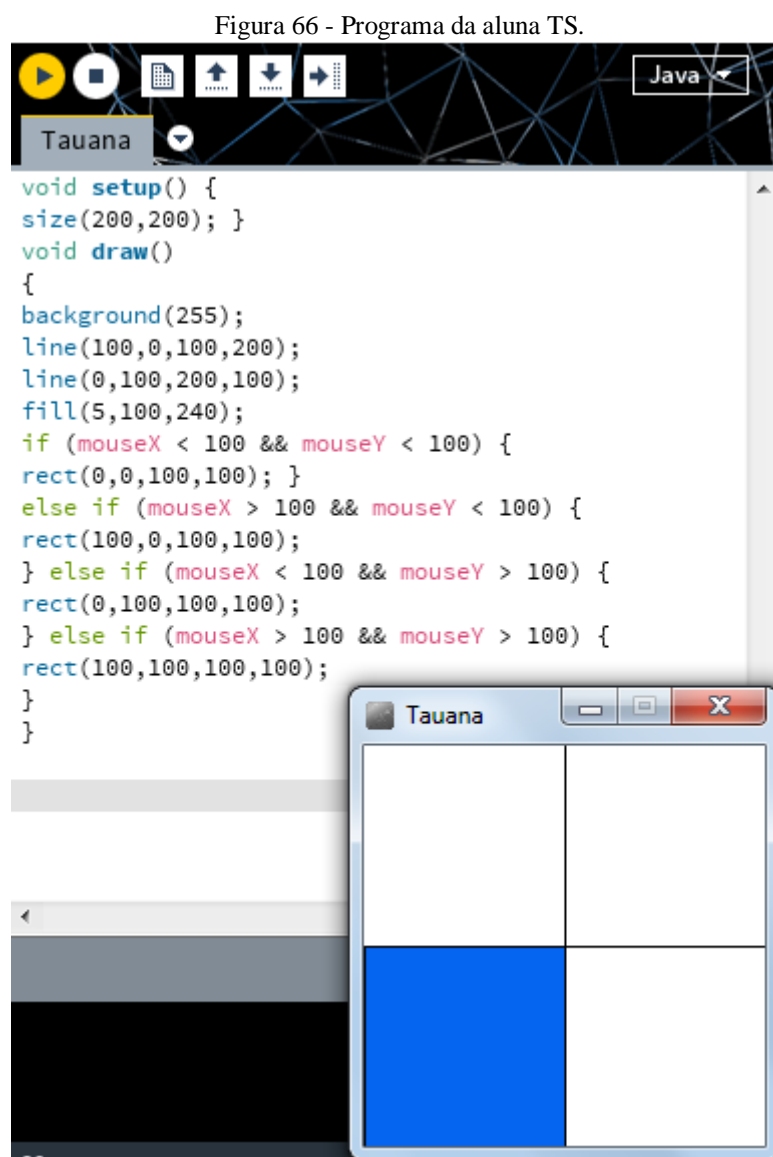 Figura 66 - Programa da aluna TS.
Java
Tauana
void setup() {
size(200,200); }
void draw()
{
background(255);
line(100,0,100,200);
line(0,100,200,100);
fill(5,100,240);
if (mouseX < 100 && mouseY < 100) {
rect(0,0,100,100); }
else if (mouseX > 100 && mouseY < 100) {
rect(100,0,100,100);
} else if (mouseX < 100 && mouseY > 100) {
rect(0,100,100,100);
} else if (mouseX > 100 && mouseY > 100) {
rect(100,100,100,100);
}
}
Tauana